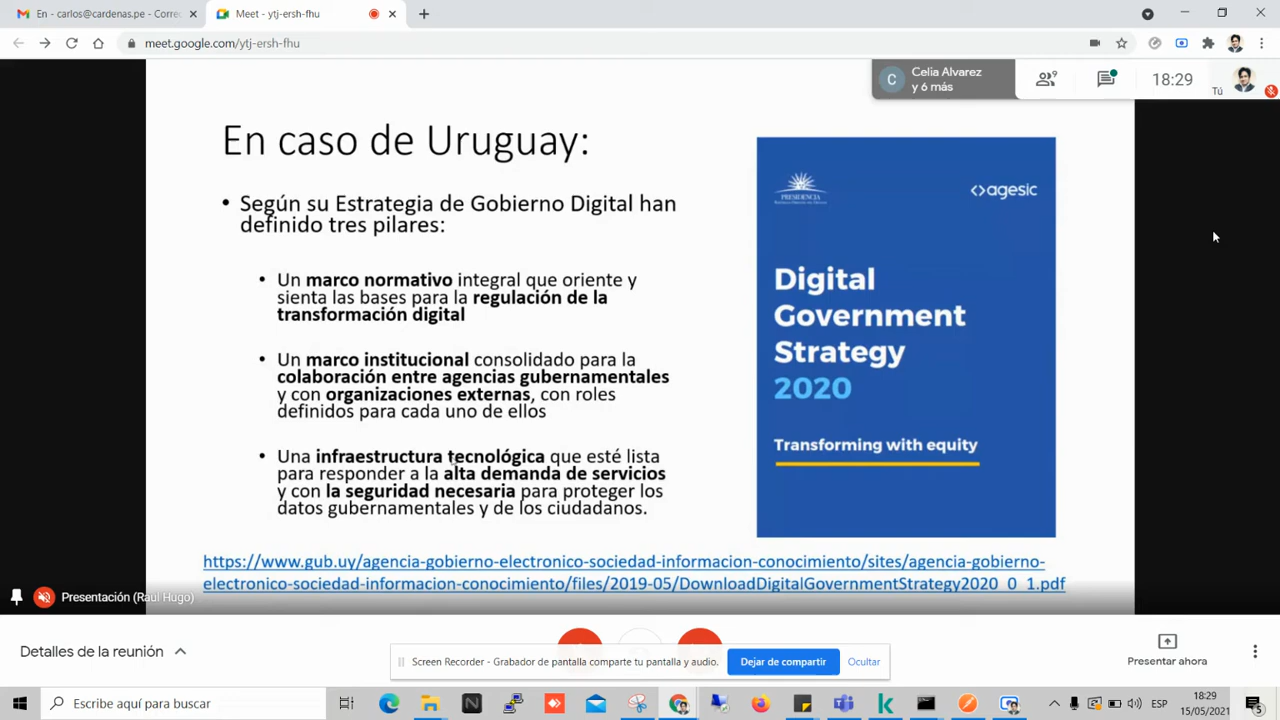 En - carlos@cardenas.pe - Correo
Meet - ytj-ersh-fhu
meet.google.com/ytj-ersh-fhu
Celia Alvarez
y 6 más
C
9
18:29
Tú
En caso de Uruguay:
• Según su Estrategia de Gobierno Digital han
definido tres pilares:
• Un marco normativo integral que oriente y
sienta las bases para la regulación de la
transformación digital
• Un marco institucional consolidado para la
colaboración entre agencias gubernamentales
y con organizaciones externas, con roles
definidos para cada uno de ellos
• Una infraestructura tecnológica que esté lista
para responder a la alta demanda de servicios
y con la seguridad necesaria para proteger los
datos gubernamentales y de los ciudadanos.
PRESIDENCIA
<>agesic
Digital
Government
Strategy
2020
Transforming with equity
https://www.gub.uy/agencia-gobierno-electronico-sociedad-informacion-conocimiento/sites/agencia-gobierno-
electronico-sociedad-informacion-conocimiento/files/2019-05/DownloadDigitalGovernmentStrategy2020_0_1.pdf
Presentación (Raul Hugo)
Detalles de la reunión
Screen Recorder - Grabador de pantalla comparte tu pantalla y audio.
Dejar de compartir
Ocultar
Presentar ahora
Escribe aquí para buscar
ESP
18:29
15/05/2021
5